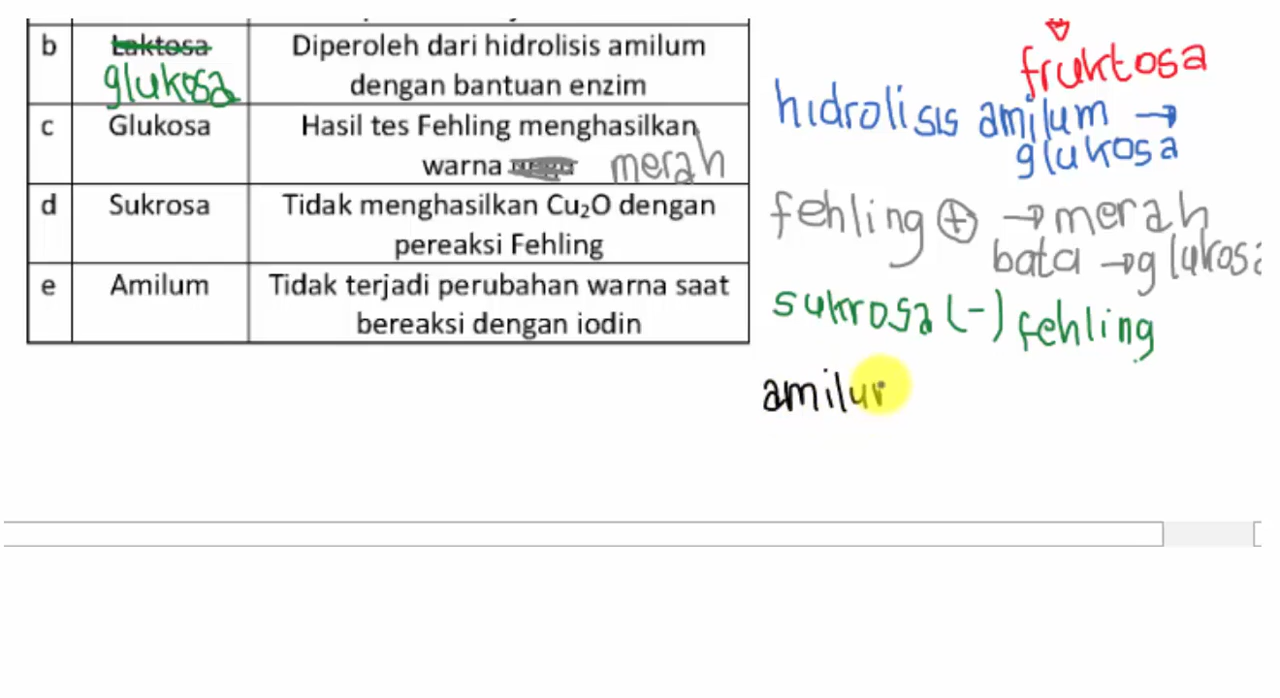 b Laktosa Diperoleh dari hidrolisis amilum
glukosa dengan bantuan enzim
c Glukosa Hasil tes Fehling menghasilkan
warna merah
d Sukrosa Tidak menghasilkan Cu₂O dengan
pereaksi Fehling
e Amilum Tidak terjadi perubahan warna saat
bereaksi dengan iodin
fruktosa
hidrolisis amilum →
glukosa
fehling ⊕ → merah
bata → glukosa
sukrosa (-) fehling
amilur